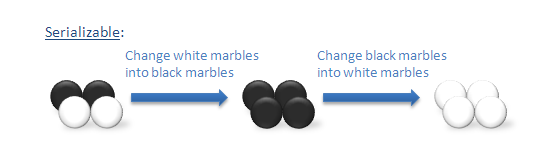 Serializable:
Change white marbles
into black marbles
Change black marbles
into white marbles